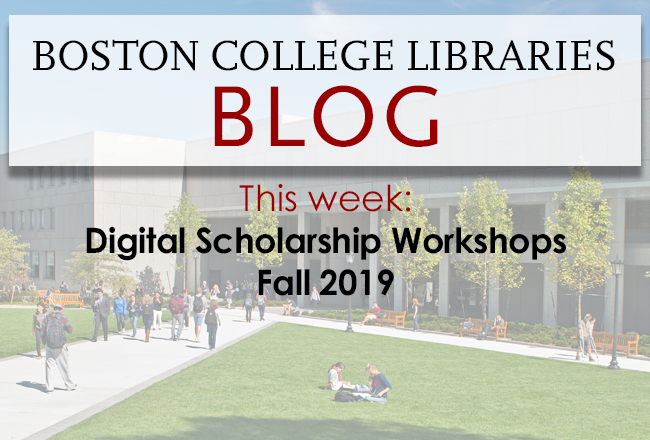 BOSTON COLLEGE LIBRARIES
BLOG
This week:
Digital Scholarship Workshops
Fall 2019